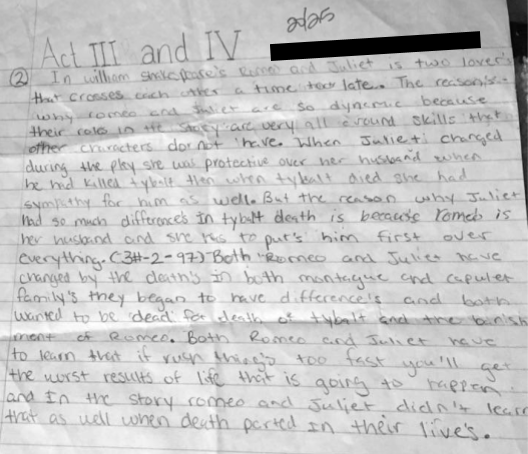 2/25
Act III and IV
② In william shakespeare's Romeo and Juliet is two lover's
that crosses each other a time too late. The reason's
why romeo and Juliet are so dynamic because
their roles in the story are very all around skills that
other characters do not have. When Juliet changed
during the play she was protective over her husband when
he had killed tybalt then when tybalt died she had
sympathy for him as well. But the reason why Juliet
had so much differences in tybalt death is because romeo is
her husband and she has to put's him first over
everything. (3#-2-97) Both Romeo and Juliet have
changed by the death's in both montague and capulet
family's they began to have difference's and both
wanted to be dead for death of tybalt and the banish
ment of Romeo. Both Romeo and Juliet have
to learn that if rush things too fast you'll get
the worst results of life that is going to happen
and In the story romeo and Juliet didn't learn
that as well when death parted In their live's.